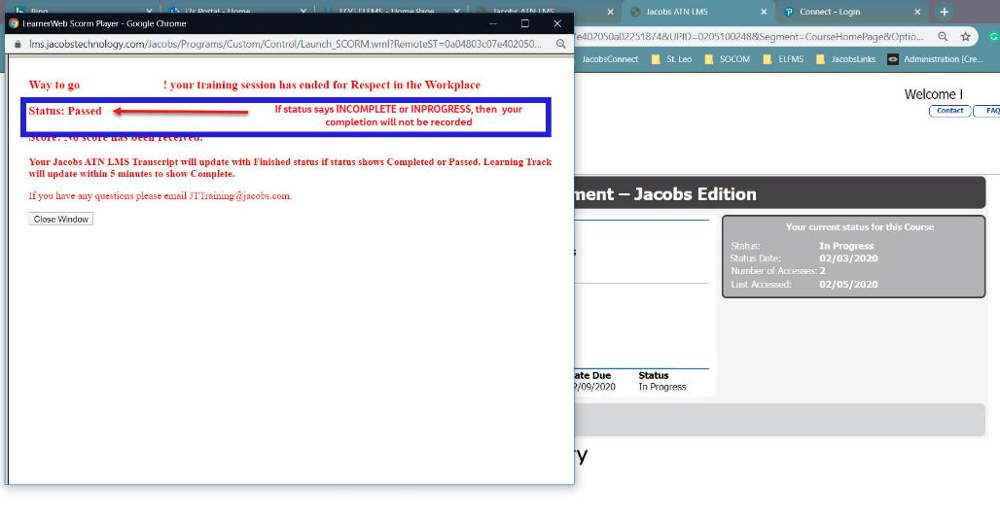 Bing
i2s Portal - Home
LOG ELFMS - Home Page
Jacobs ATN LMS
Jacobs ATN LMS
Connect - Login
LearnerWeb Scorm Player - Google Chrome
lms.jacobstechnology.com/Jacobs/Programs/Custom/Control/Launch_SCORM.wml?RemoteST=0a04803c07e402050...
e402050a02251874&UPID=0205100248&Segment=CourseHomePage&Optio...
JacobsConnect St. Leo SOCOM ELFMS JacobsLinks Administration (Cre...
Way to go ! your training session has ended for Respect in the Workplace
Status: Passed
If status says INCOMPLETE or INPROGRESS, then your
completion will not be recorded
Score: No score has been received.
Your Jacobs ATN LMS Transcript will update with Finished status if status shows Completed or Passed. Learning Track
will update within 5 minutes to show Complete.
If you have any questions please email JTTraining@jacobs.com.
Close Window
Welcome I
Contact FAQ
ment – Jacobs Edition
Your current status for this Course
Status: In Progress
Status Date: 02/03/2020
Number of Accesses: 2
Last Accessed: 02/05/2020
ate Due Status
2/09/2020 In Progress
ry